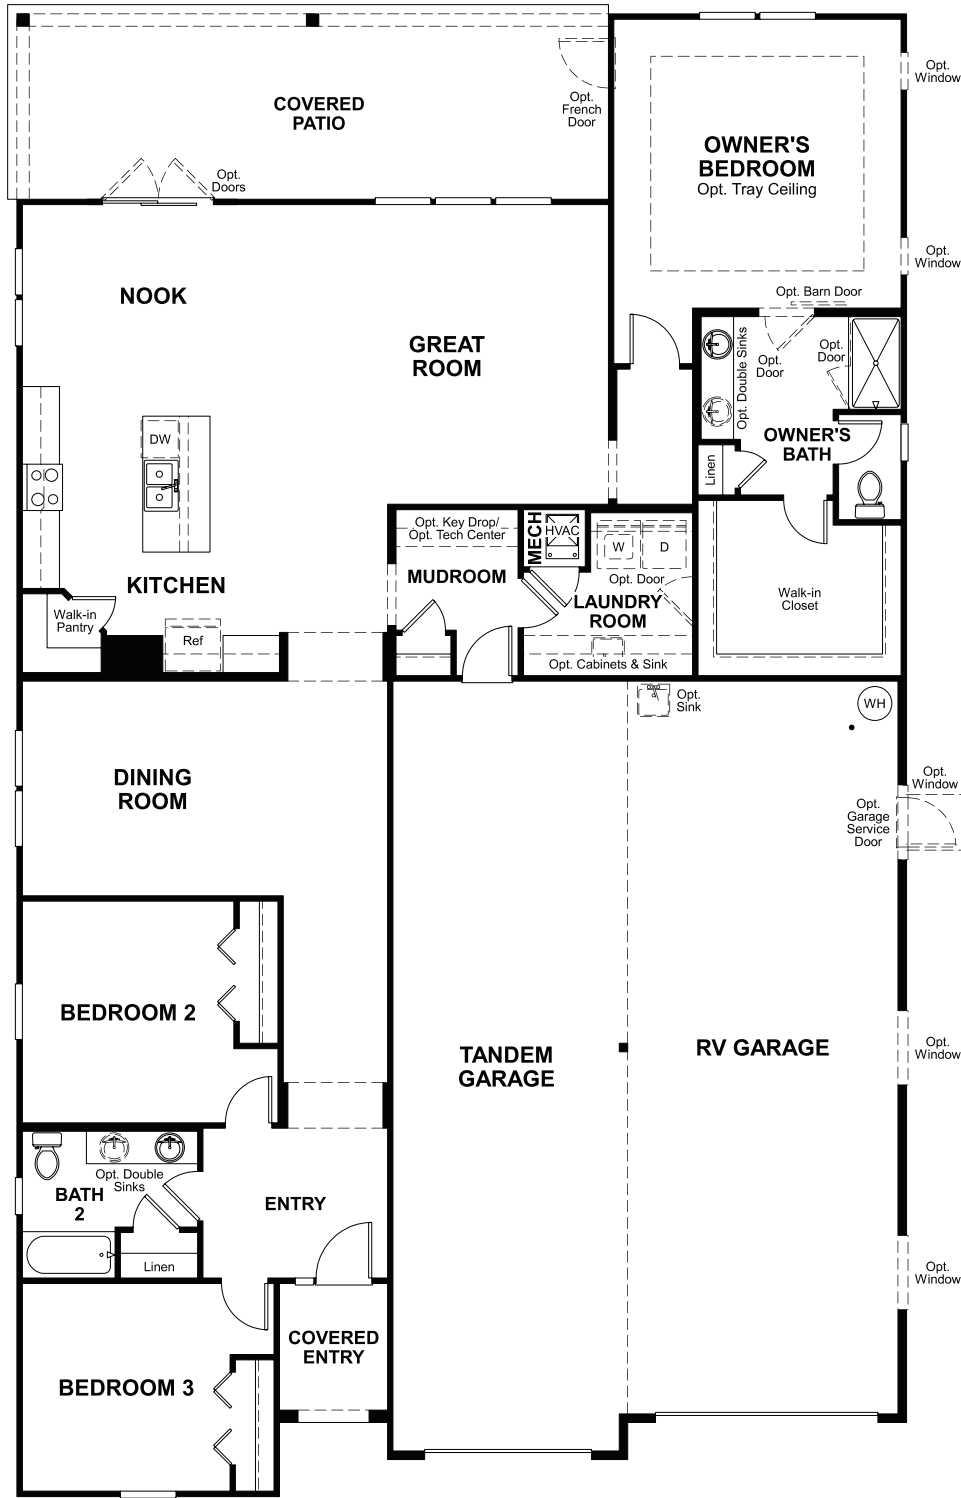 COVERED
PATIO
Opt.
French
Door
Opt.
Doors
OWNER'S
BEDROOM
Opt. Tray Ceiling
Opt.
Window
Opt.
Window
NOOK
GREAT
ROOM
Opt. Barn Door
Opt. Double Sinks
Opt.
Door
Opt.
Door
OWNER'S
BATH
Linen
DW
KITCHEN
Walk-in
Pantry
Ref
Opt. Key Drop/
Opt. Tech Center
MUDROOM
MECH
HVAC
W
D
Opt. Door
LAUNDRY
ROOM
Opt. Cabinets & Sink
Walk-in
Closet
Opt.
Sink
WH
DINING
ROOM
Opt.
Window
Opt.
Garage
Service
Door
BEDROOM 2
TANDEM
GARAGE
RV GARAGE
Opt.
Window
Opt. Double
Sinks
BATH
2
Linen
ENTRY
Opt.
Window
COVERED
ENTRY
BEDROOM 3